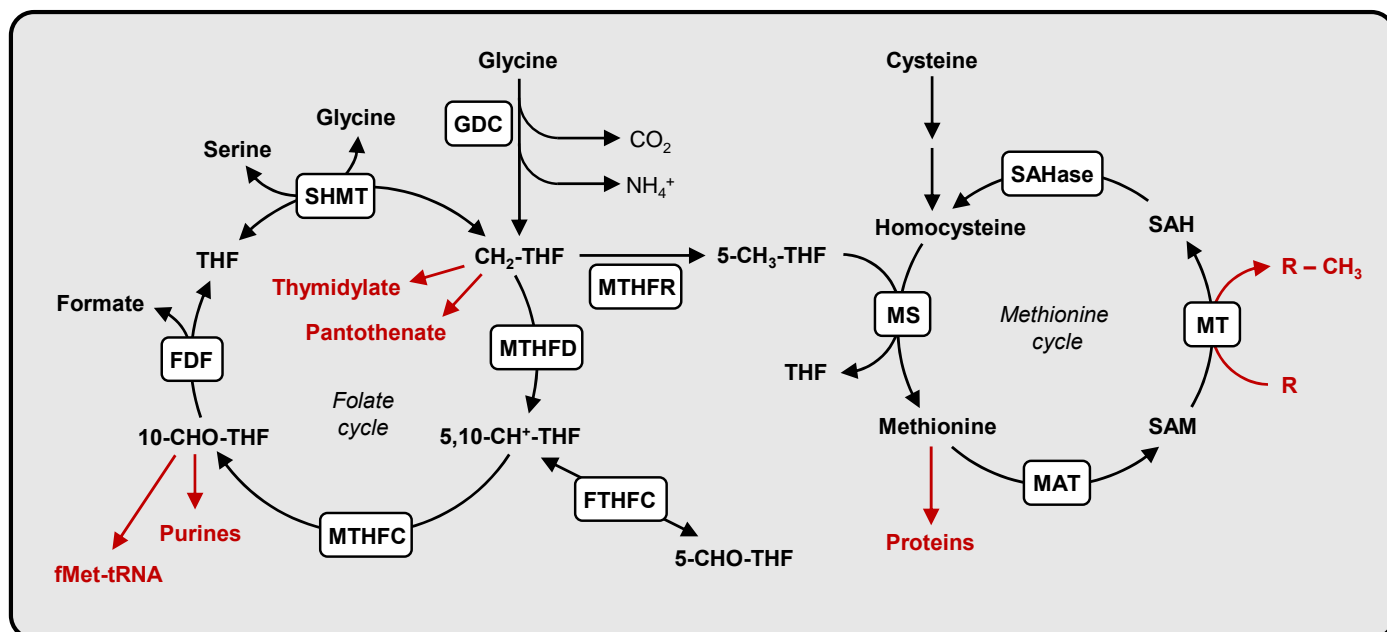 Glycine
Cysteine
Glycine
GDC
CO₂
Serine
SAHase
SHMT
NH₄⁺
Homocysteine
SAH
THF
CH₂-THF
5-CH₃-THF
R – CH₃
Thymidylate
MTHFR
Formate
Pantothenate
MS
Methionine
cycle
MT
FDF
MTHFD
THF
R
Folate
cycle
10-CHO-THF
5,10-CH⁺-THF
Methionine
SAM
FTHFC
MAT
Purines
MTHFC
Proteins
5-CHO-THF
fMet-tRNA